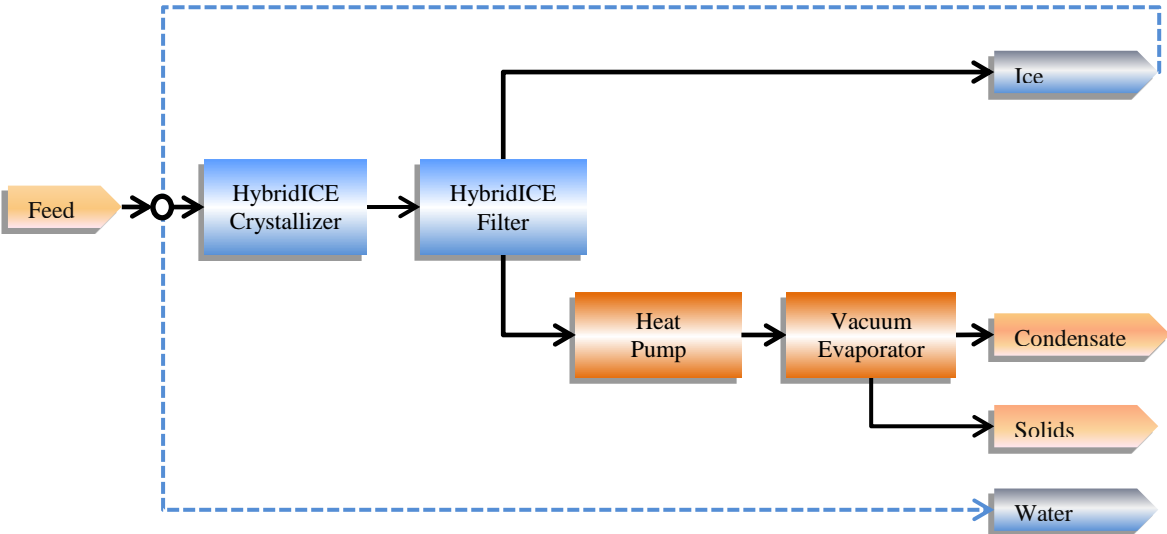 Ice
Feed
HybridICE
Crystallizer
HybridICE
Filter
Heat
Pump
Vacuum
Evaporator
Condensate
Solids
Water